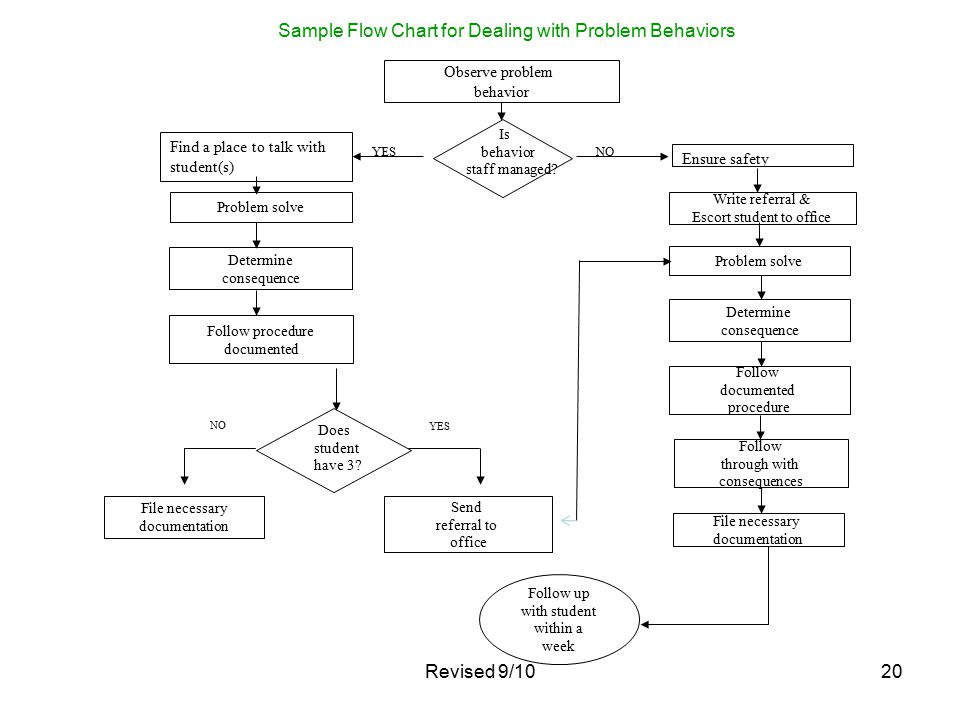 Sample Flow Chart for Dealing with Problem Behaviors
Observe problem
behavior
Is
behavior
staff managed?
YES
NO
Find a place to talk with
student(s)
Problem solve
Determine
consequence
Follow procedure
documented
Does
student
have 3?
NO
YES
File necessary
documentation
Send
referral to
office
Ensure safety
Write referral &
Escort student to office
Problem solve
Determine
consequence
Follow
documented
procedure
Follow
through with
consequences
File necessary
documentation
Follow up
with student
within a
week
Revised 9/10
20